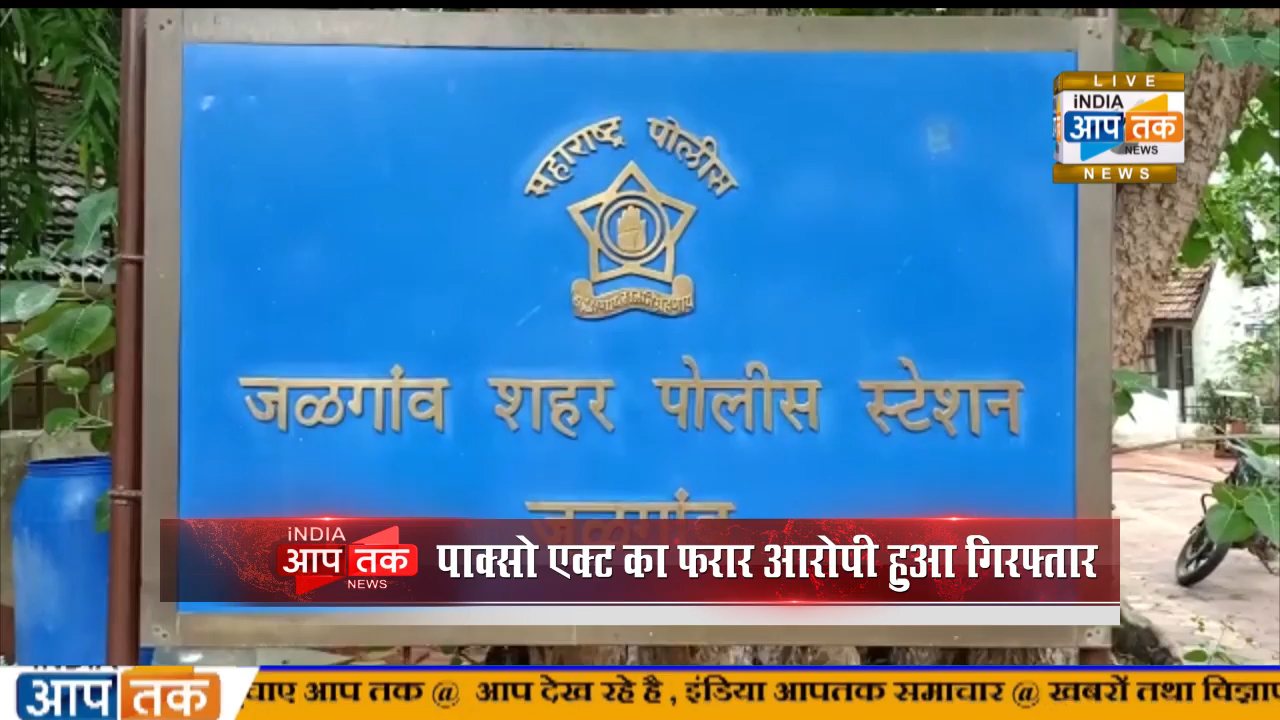 LIVE
iNDIA
आप तक
NEWS
NEWS
महाराष्ट्र पोलीस
जळगांव शहर पोलीस स्टेशन
जळगांव
iNDIA
आप तक
NEWS
पाक्सो एक्ट का फरार आरोपी हुआ गिरफ्तार
आप तक
आप तक @ आप देख रहे है , इंडिया आपतक समाचार @ खबरों तथा